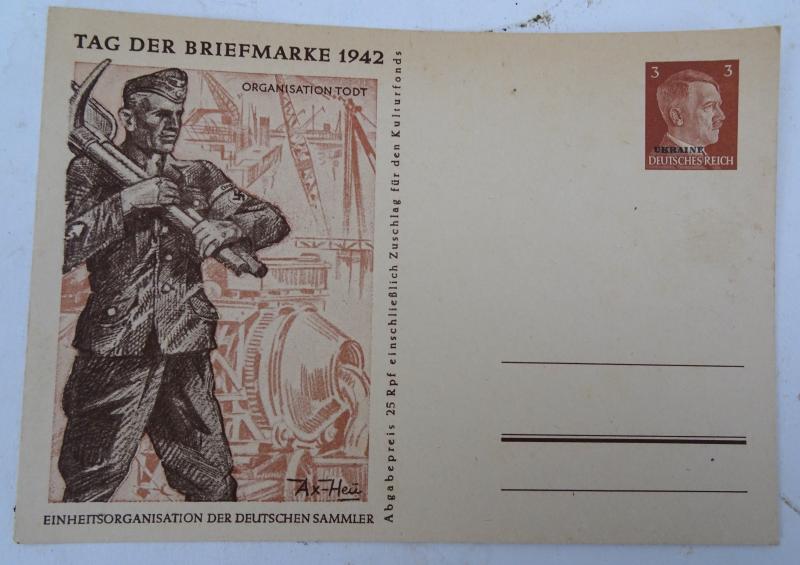 TAG DER BRIEFMARKE 1942
ORGANISATION TODT
Ax-Heu
EINHEITSORGANISATION DER DEUTSCHEN SAMMLER
Abgabepreis 25 Rpf einschließlich Zuschlag für den Kulturfonds
3 3
UKRAINE
DEUTSCHES REICH